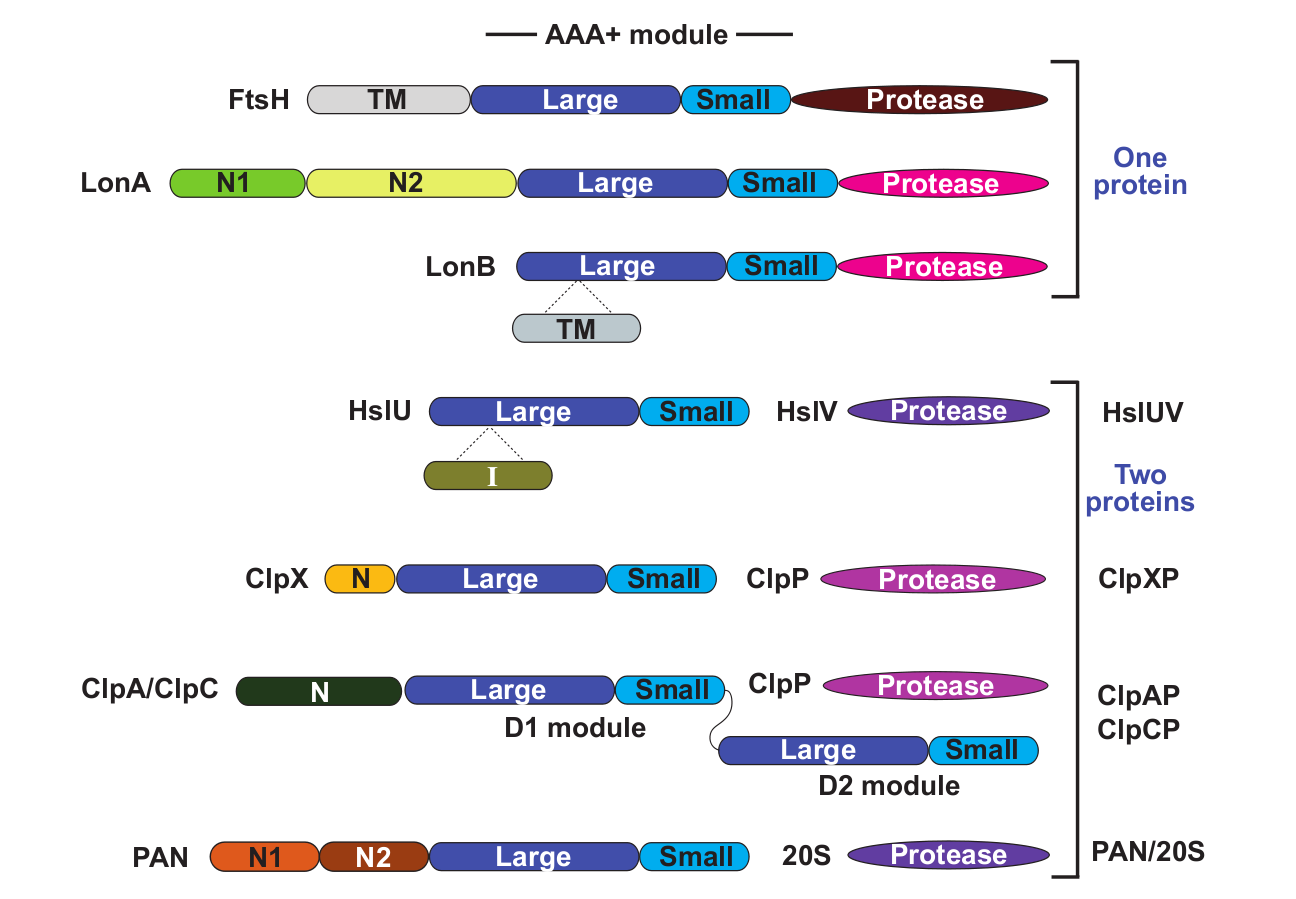 AAA+ module
FtsH TM Large Small Protease
One
protein
LonA N1 N2 Large Small Protease
LonB Large Small Protease
TM
HslU Large Small HslV Protease HslUV
I
Two
proteins
ClpX N Large Small ClpP Protease ClpXP
ClpA/ClpC N Large Small ClpP Protease ClpAP
D1 module ClpCP
Large Small
D2 module
PAN N1 N2 Large Small 20S Protease PAN/20S